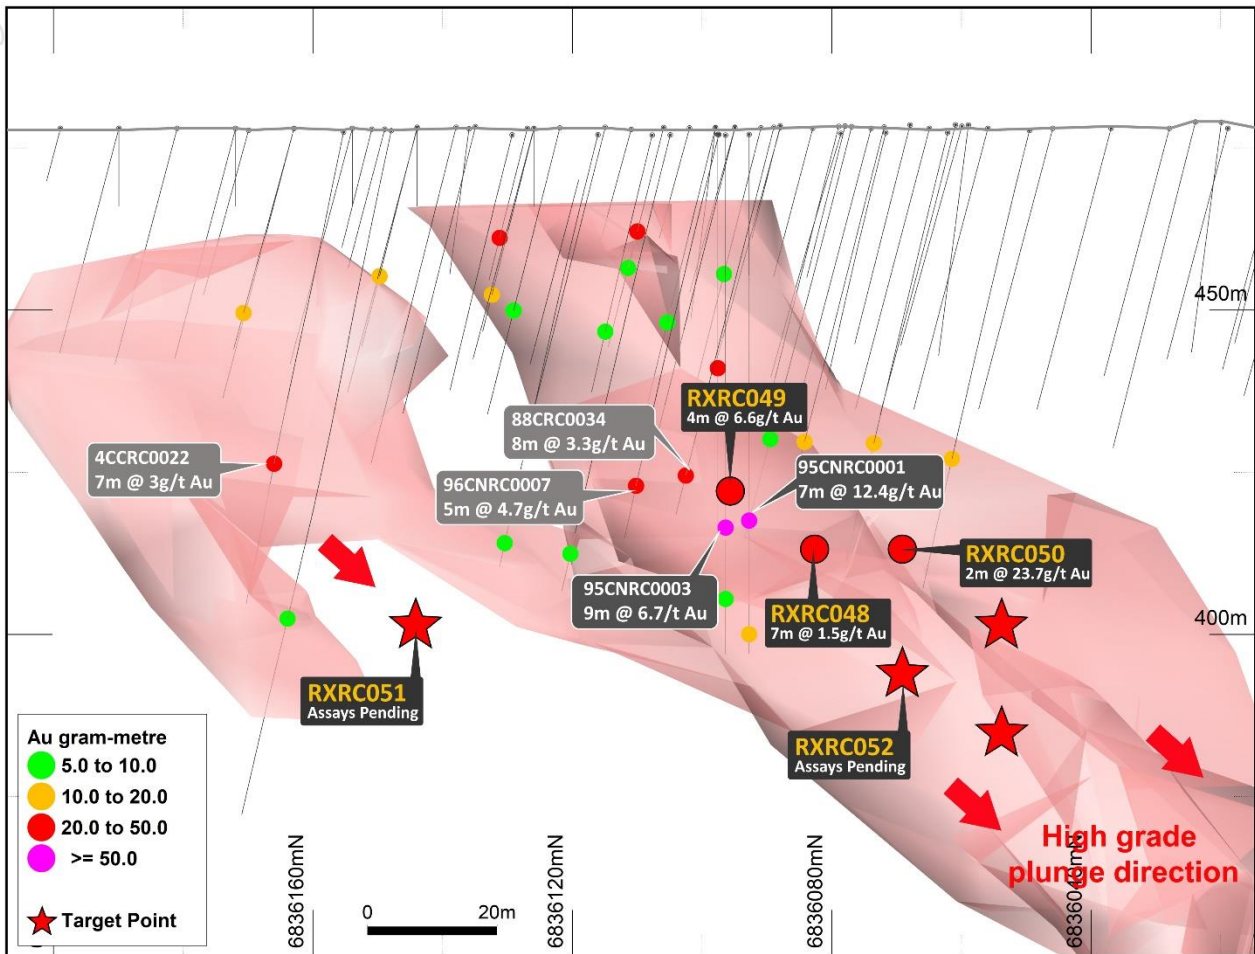 450m
RXRC049
4m @ 6.6g/t Au
88CRC0034
8m @ 3.3g/t Au
4CCRC0022
7m @ 3g/t Au
96CNRC0007
5m @ 4.7g/t Au
95CNRC0001
7m @ 12.4g/t Au
RXRC050
2m @ 23.7g/t Au
95CNRC0003
9m @ 6.7/t Au
RXRC048
7m @ 1.5g/t Au
400m
RXRC051
Assays Pending
RXRC052
Assays Pending
Au gram-metre
5.0 to 10.0
10.0 to 20.0
20.0 to 50.0
>= 50.0
Target Point
High grade
plunge direction
0 20m
6836160mN
6836120mN
6836080mN
6836040mN